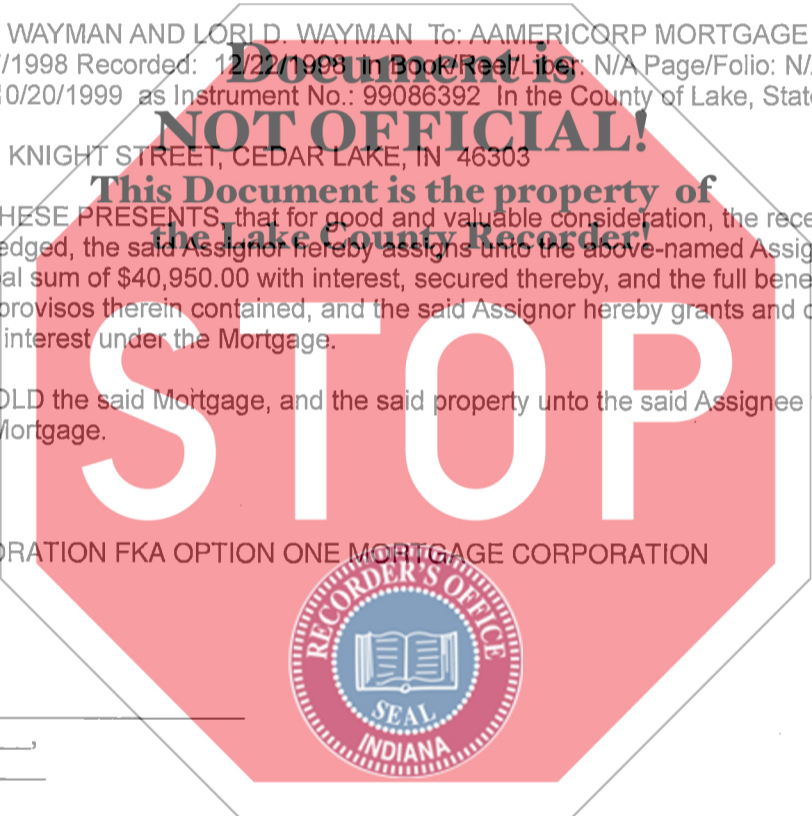 WAYMAN AND LORI D. WAYMAN To: AAMERICORP MORTGAGE
Document is
/1998 Recorded: 12/22/1998 in Book/Reel/Liber: N/A Page/Folio: N/
0/20/1999 as Instrument No.: 99086392 In the County of Lake, Stat
NOT OFFICIAL!
KNIGHT STREET, CEDAR LAKE, IN 46303
This Document is the property of
HESE PRESENTS, that for good and valuable consideration, the rece
the Lake County Recorder!
edged, the said Assignor hereby assigns unto the above-named Assig
al sum of $40,950.00 with interest, secured thereby, and the full bene
provisos therein contained, and the said Assignor hereby grants and
interest under the Mortgage.
STOP
OLD the said Mortgage, and the said property unto the said Assignee
Mortgage.
ORATION FKA OPTION ONE MORTGAGE CORPORATION
RECORDER'S OFFICE
SEAL
INDIANA